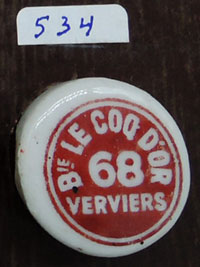 534
Bie LE COQ D'OR
68
VERVIERS